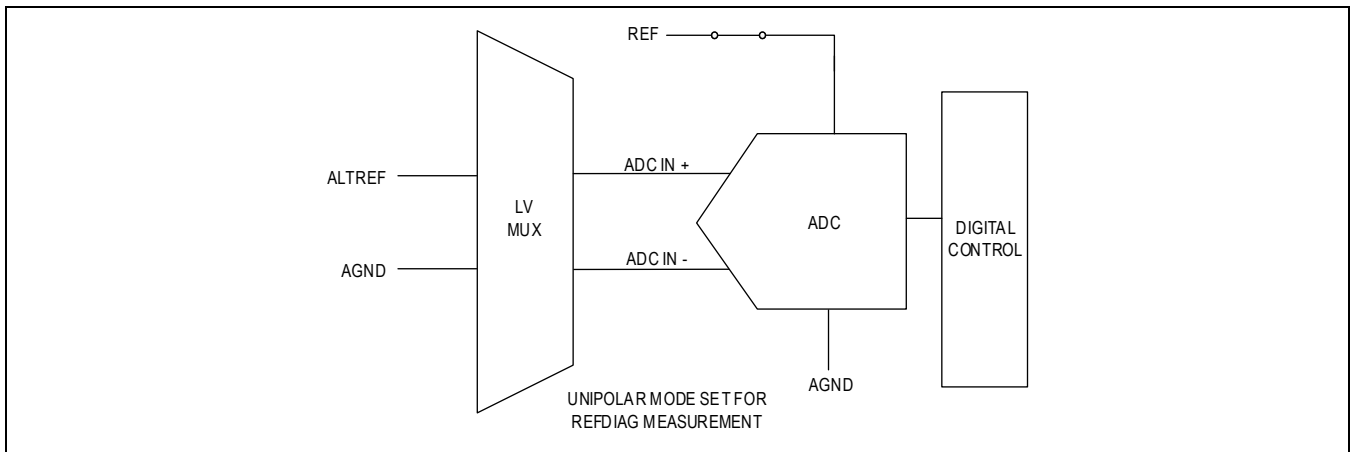 REF
ADC IN +
ALTREF
LV
MUX
ADC
DIGITAL
CONTROL
AGND
ADC IN -
AGND
UNIPOLAR MODE SET FOR
REFDIAG MEASUREMENT